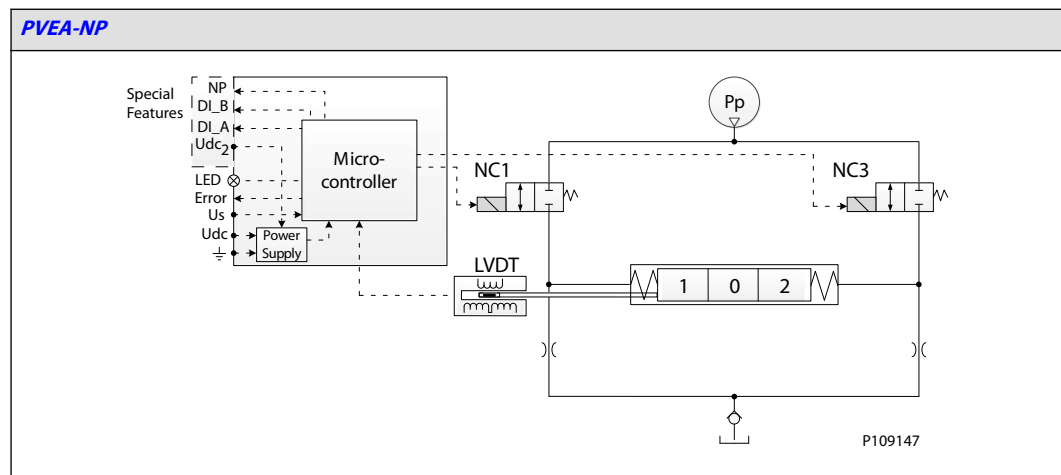 PVEA-NP
Special
Features
NP
DI_B
DI_A
Udc2
LED
Error
Us
Udc
Micro-
controller
Power
Supply
LVDT
NC1
Pp
NC3
1 0 2
P109147